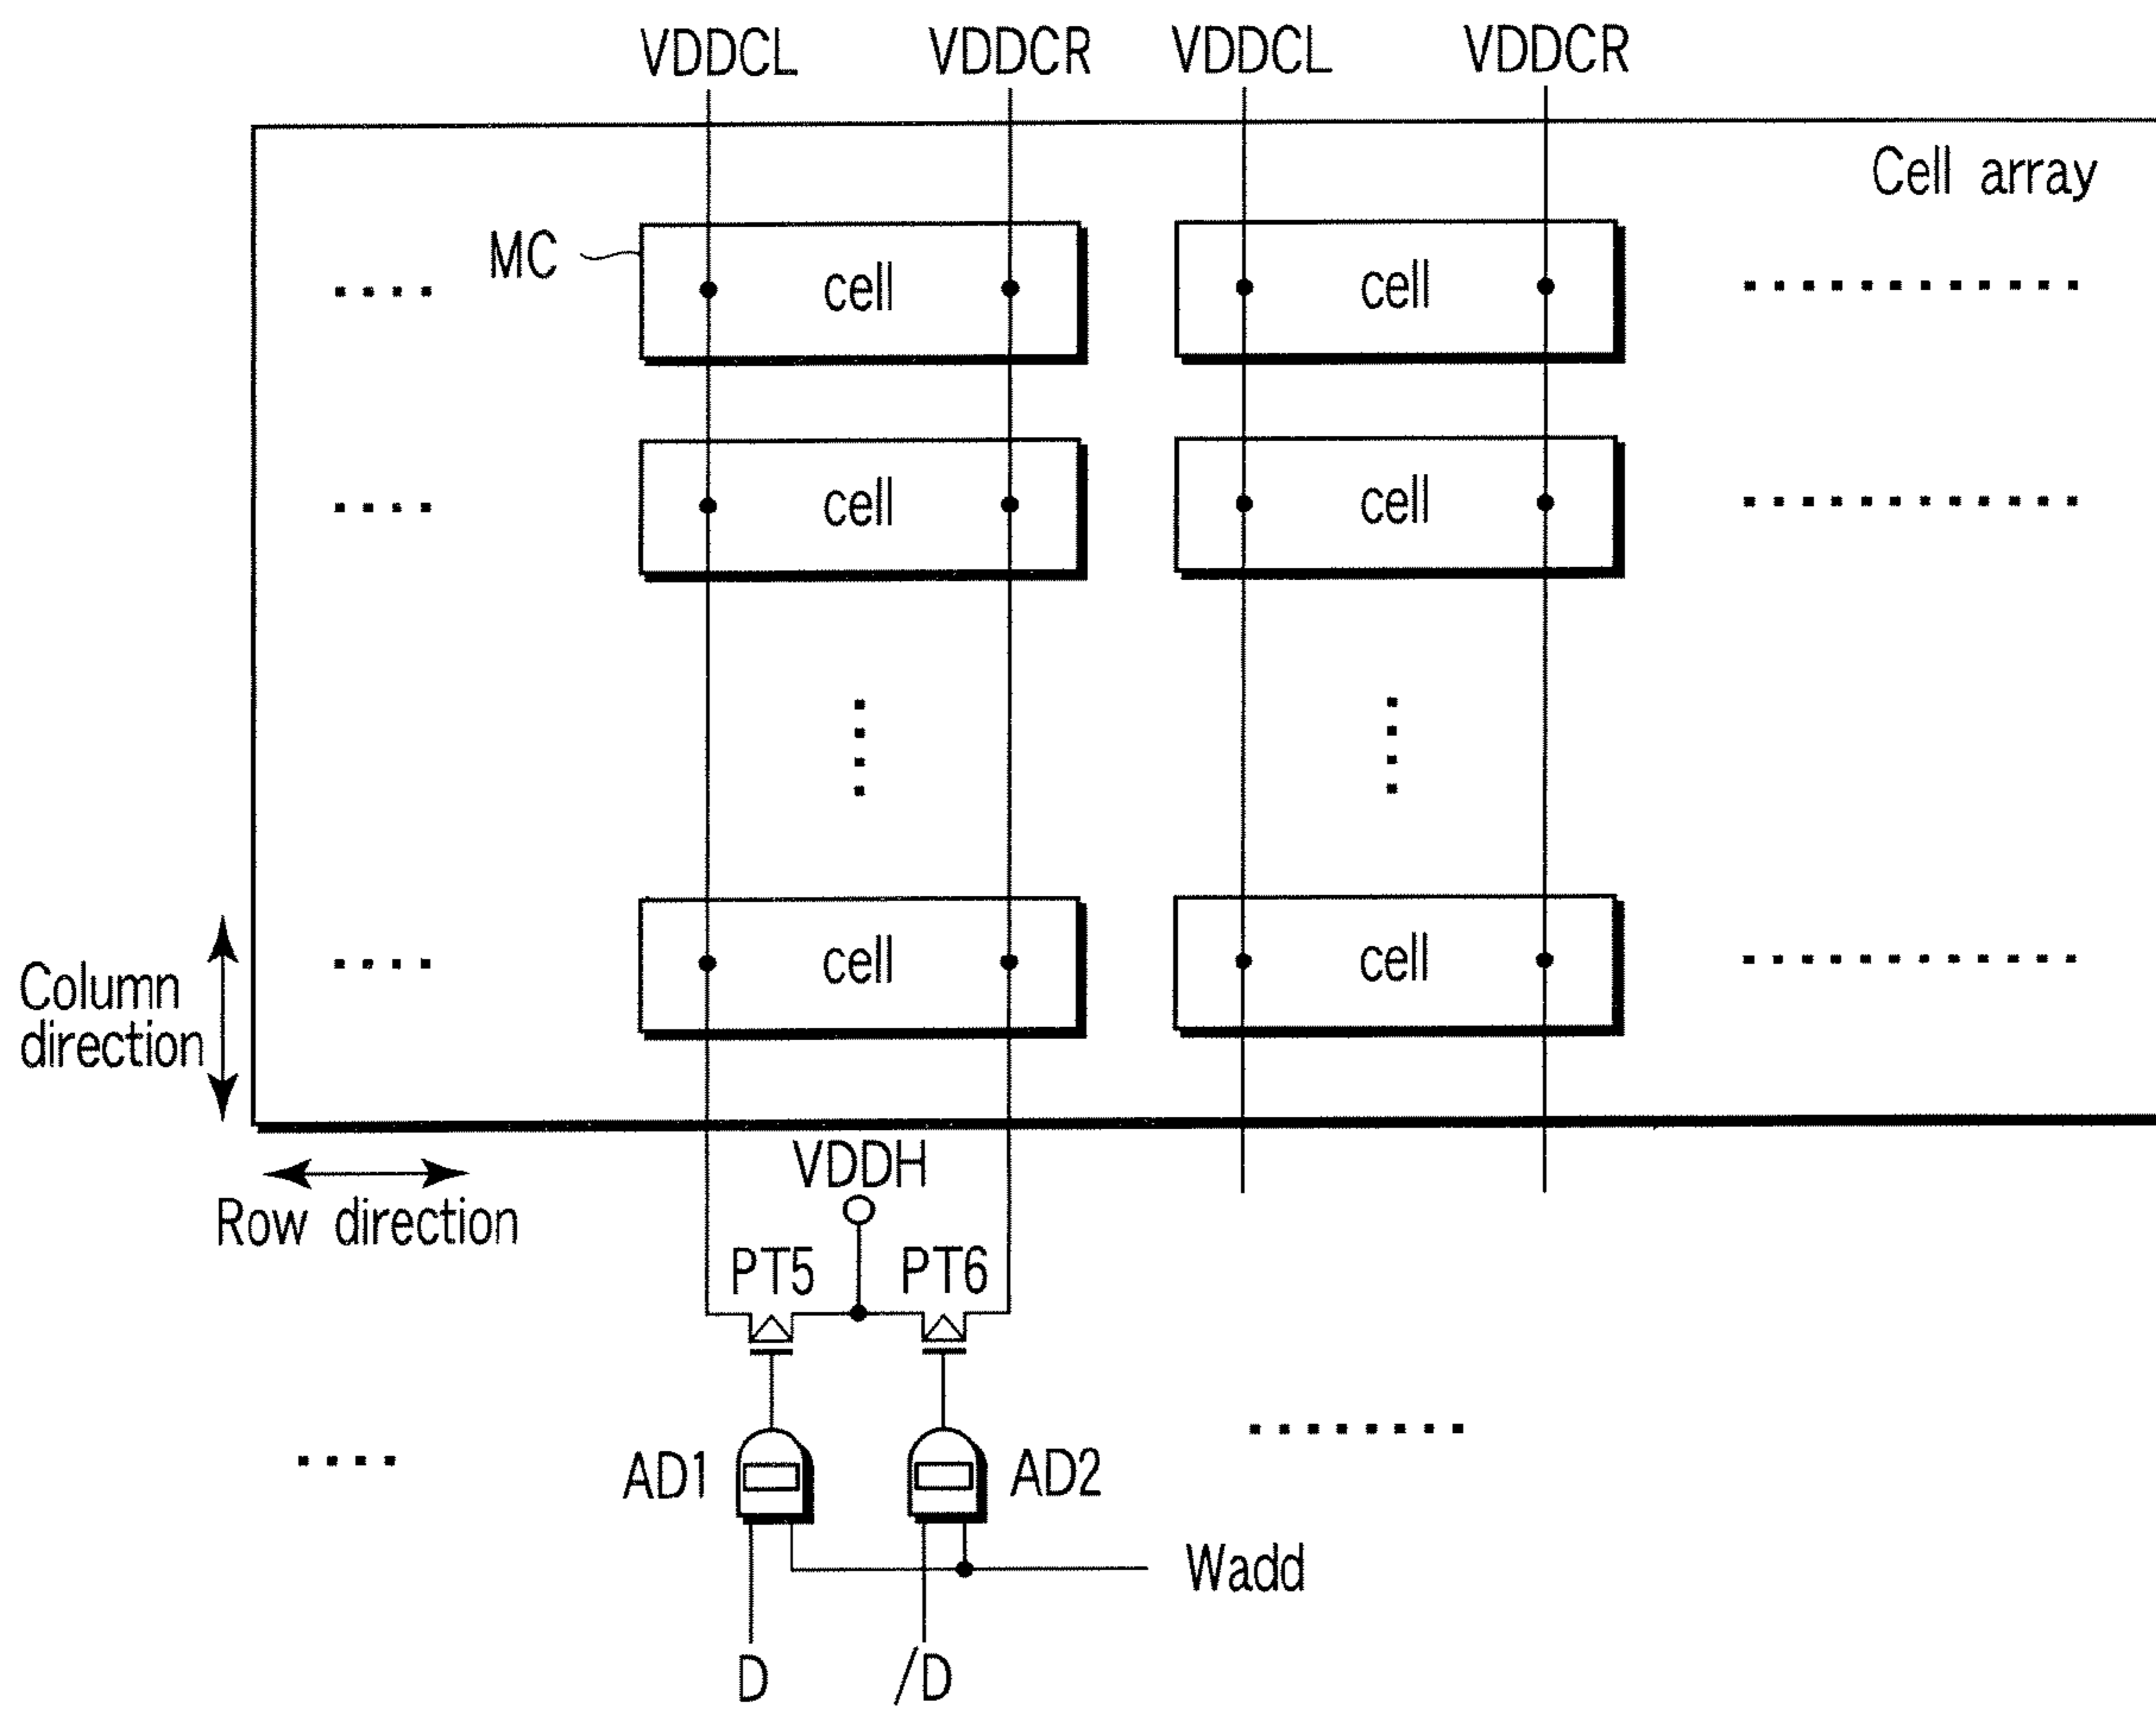 VDDCL VDDCR VDDCL VDDCR
Cell array
MC
cell cell
cell cell
cell cell
Column
direction
Row direction
VDDH
PT5 PT6
AD1 AD2
Wadd
D /D